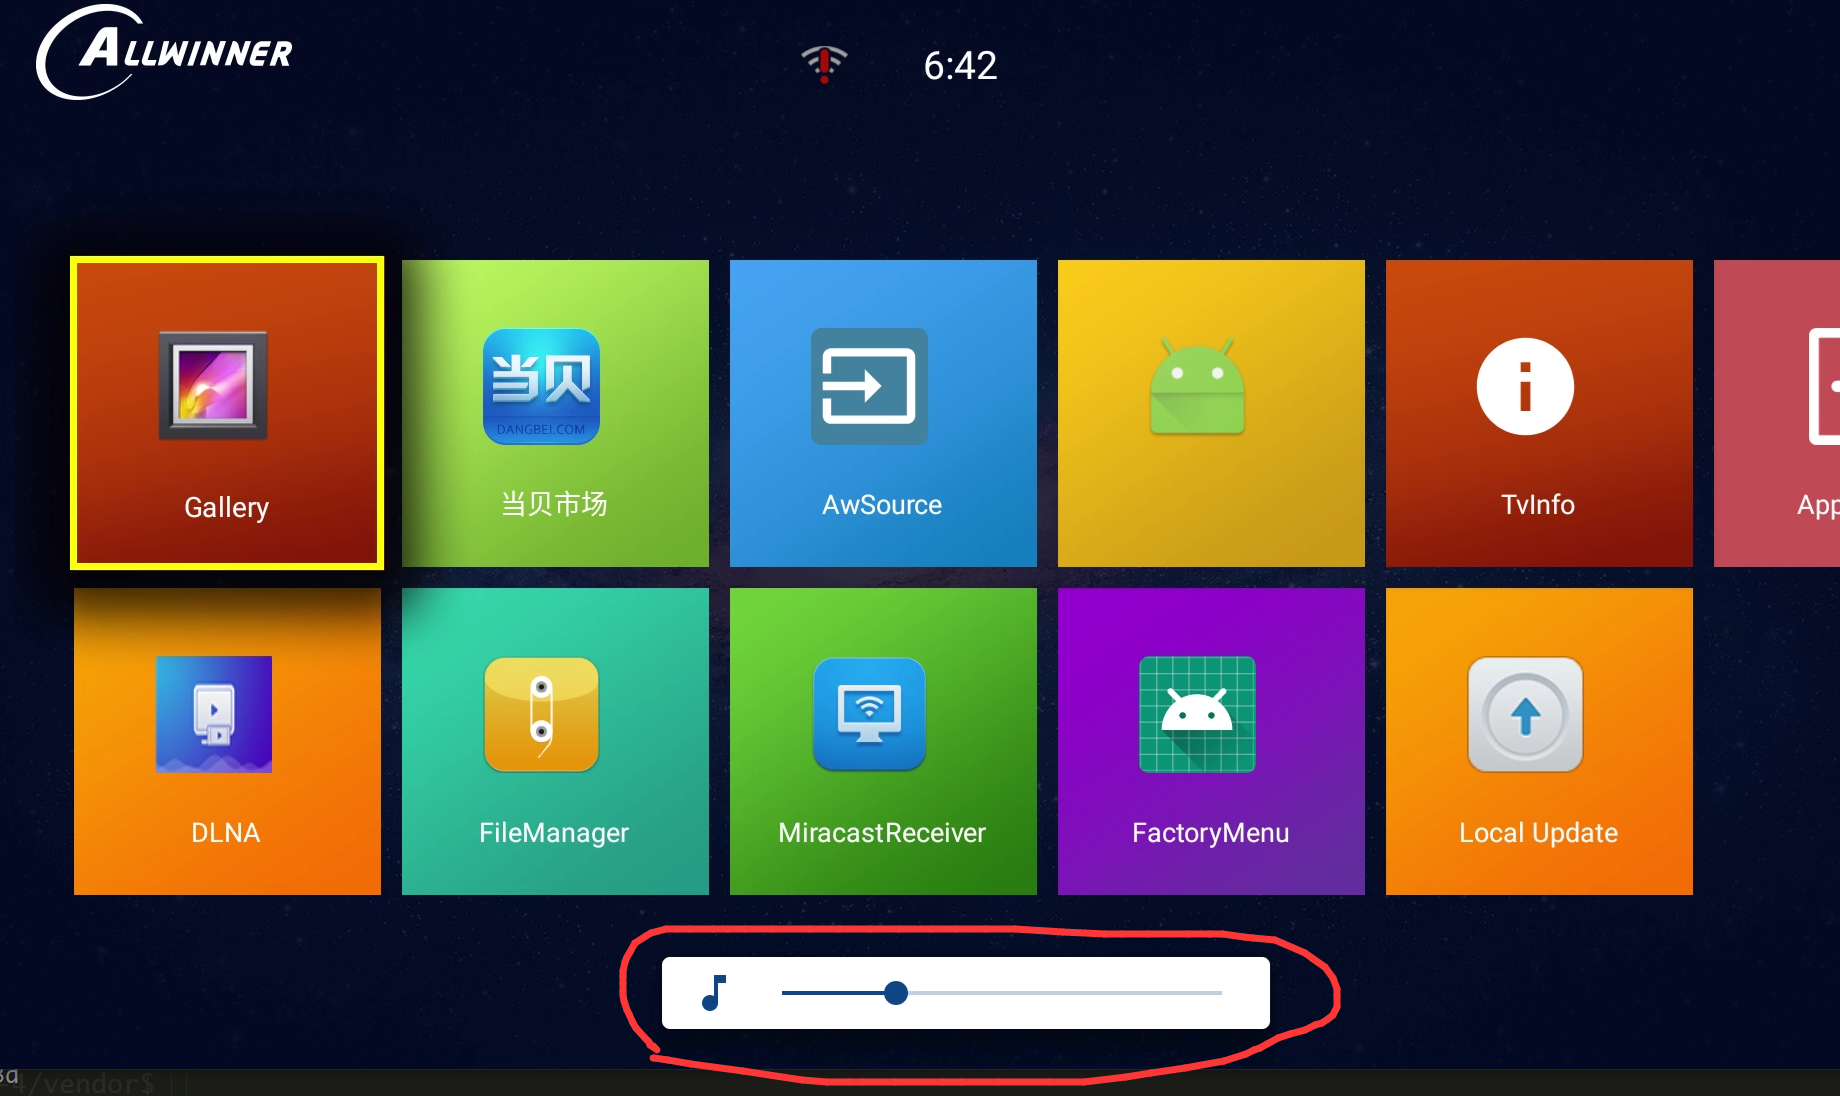 ALLWINNER
6:42
当贝
DANGBEI.COM
Gallery
当贝市场
AwSource
TvInfo
App
DLNA
FileManager
MiracastReceiver
FactoryMenu
Local Update
-4/vendor$